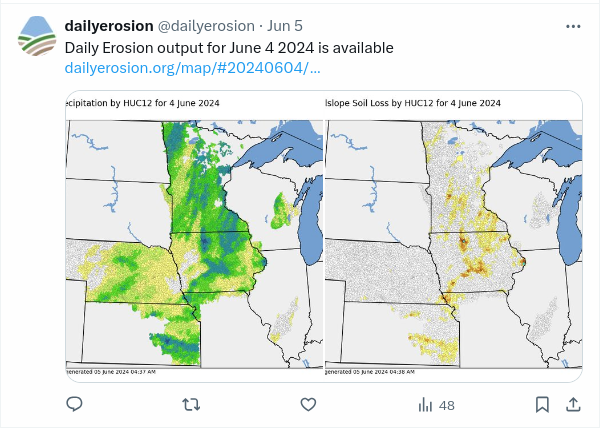 dailyerosion @dailyerosion · Jun 5
Daily Erosion output for June 4 2024 is available
dailyerosion.org/map/#20240604/...
ecipitation by HUC12 for 4 June 2024
lslope Soil Loss by HUC12 for 4 June 2024
enerated 05 June 2024 04:37 AM
generated 05 June 2024 04:38 AM
48